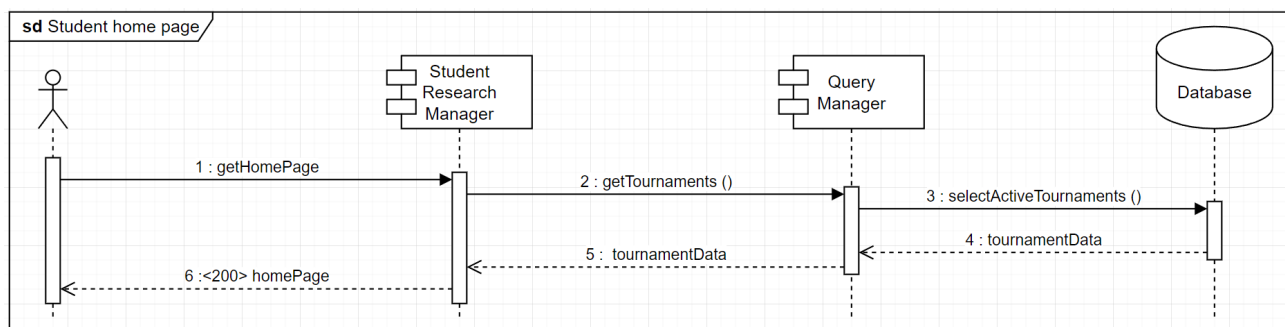 sd Student home page
Student
Research
Manager
Query
Manager
Database
1 : getHomePage
2 : getTournaments ()
3 : selectActiveTournaments ()
4 : tournamentData
5 :  tournamentData
6 :<200> homePage